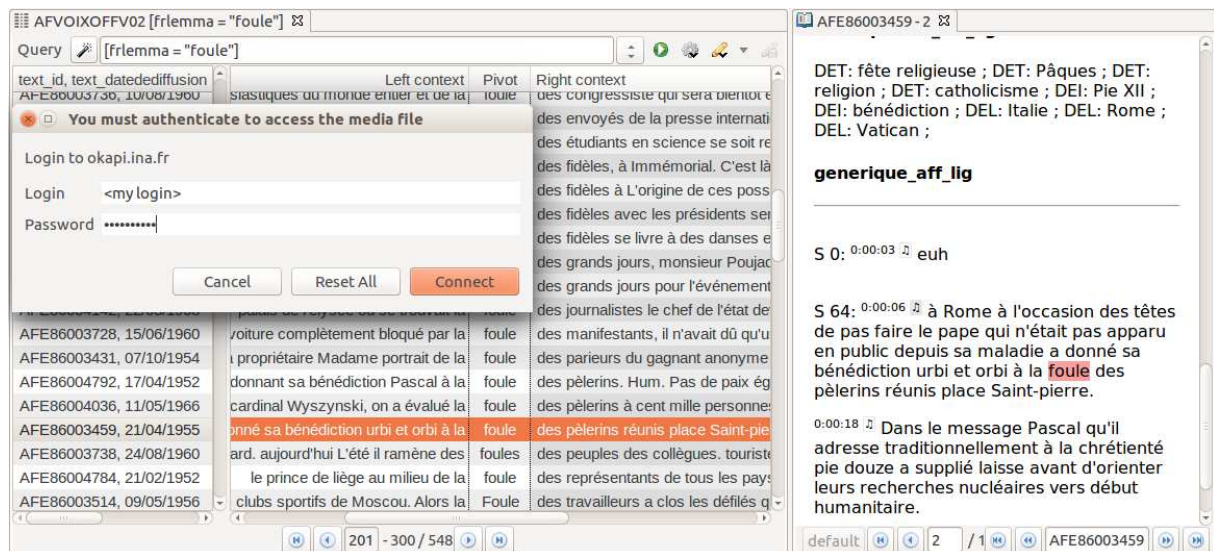 AFVOIXOFFV02 [frlemma = "foule"]
Query [frlemma = "foule"]
text_id, text_datededdiffusion Left context Pivot Right context
AFE86003736, 10/08/1960 siastiques du monde entier et de la foule des congressiste qui sera bientôt e
des envoyés de la presse internati
des étudiants en science se soit re
des fidèles, à Immémorial. C'est là
des fidèles à L'origine de ces poss
des fidèles avec les présidents ser
des fidèles se livre à des danses e
des grands jours, monsieur Poujad
des grands jours pour l'événement
You must authenticate to access the media file
Login to okapi.ina.fr
Login <my login>
Password ••••••••••
Cancel Reset All Connect
foule des journalistes le chef de l'état de
AFE86003728, 15/06/1960 voiture complètement bloqué par la foule des manifestants, il n'avait dû qu'u
AFE86003431, 07/10/1954 propriétaire Madame portrait de la foule des parieurs du gagnant anonyme
AFE86004792, 17/04/1952 donnant sa bénédiction Pascal à la foule des pèlerins. Hum. Pas de paix ég
AFE86004036, 11/05/1966 cardinal Wyszynski, on a évalué la foule des pèlerins à cent mille personnes
AFE86003459, 21/04/1955 onné sa bénédiction urbi et orbi à la foule des pèlerins réunis place Saint-pie
AFE86003738, 24/08/1960 ard. aujourd'hui L'été il ramène des foules des peuples des collègues. touriste
AFE86004784, 21/02/1952 le prince de liège au milieu de la foule des représentants de tous les pays
AFE86003514, 09/05/1956 clubs sportifs de Moscou. Alors la Foule des travailleurs a clos les défilés q
201 - 300 / 548
AFE86003459 - 2
DET: fête religieuse ; DET: Pâques ; DET:
religion ; DET: catholicisme ; DEI: Pie XII ;
DEI: bénédiction ; DEL: Italie ; DEL: Rome ;
DEL: Vatican ;
generique_aff_lig
S 0: 0:00:03 ♫ euh
S 64: 0:00:06 ♫ à Rome à l'occasion des têtes
de pas faire le pape qui n'était pas apparu
en public depuis sa maladie a donné sa
bénédiction urbi et orbi à la foule des
pèlerins réunis place Saint-pierre.
0:00:18 ♫ Dans le message Pascal qu'il
adresse traditionnellement à la chrétienté
pie douze a supplié laisse avant d'orienter
leurs recherches nucléaires vers début
humanitaire.
default 2 / 1 AFE86003459